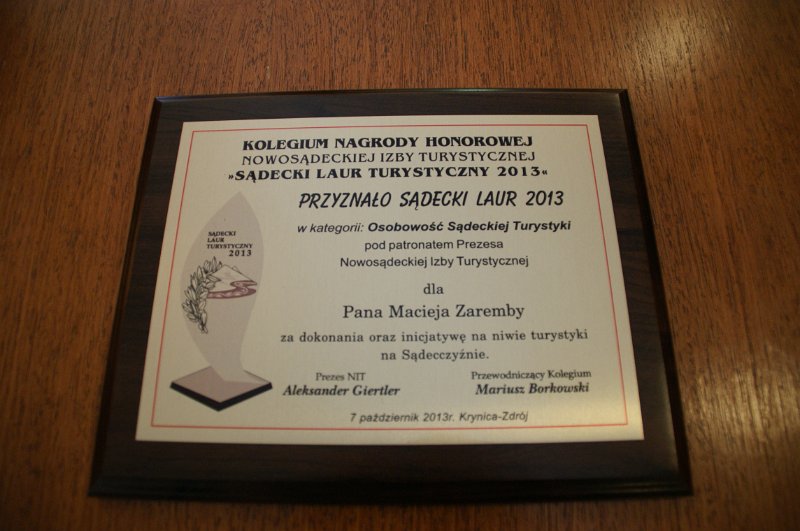 KOLEGIUM NAGRODY HONOROWEJ
NOWOSĄDECKIEJ IZBY TURYSTYCZNEJ
»SĄDECKI LAUR TURYSTYCZNY 2013«
PRZYZNAŁO SĄDECKI LAUR 2013
w kategorii: Osobowość Sądeckiej Turystyki
pod patronatem Prezesa
Nowosądeckiej Izby Turystycznej
dla
Pana Macieja Zaremby
za dokonania oraz inicjatywę na niwie turystyki
na Sądecczyźnie.
Prezes NIT
Aleksander Giertler
Przewodniczący Kolegium
Mariusz Borkowski
7 październik 2013r. Krynica-Zdrój
SĄDECKI
LAUR
TURYSTYCZNY
2013